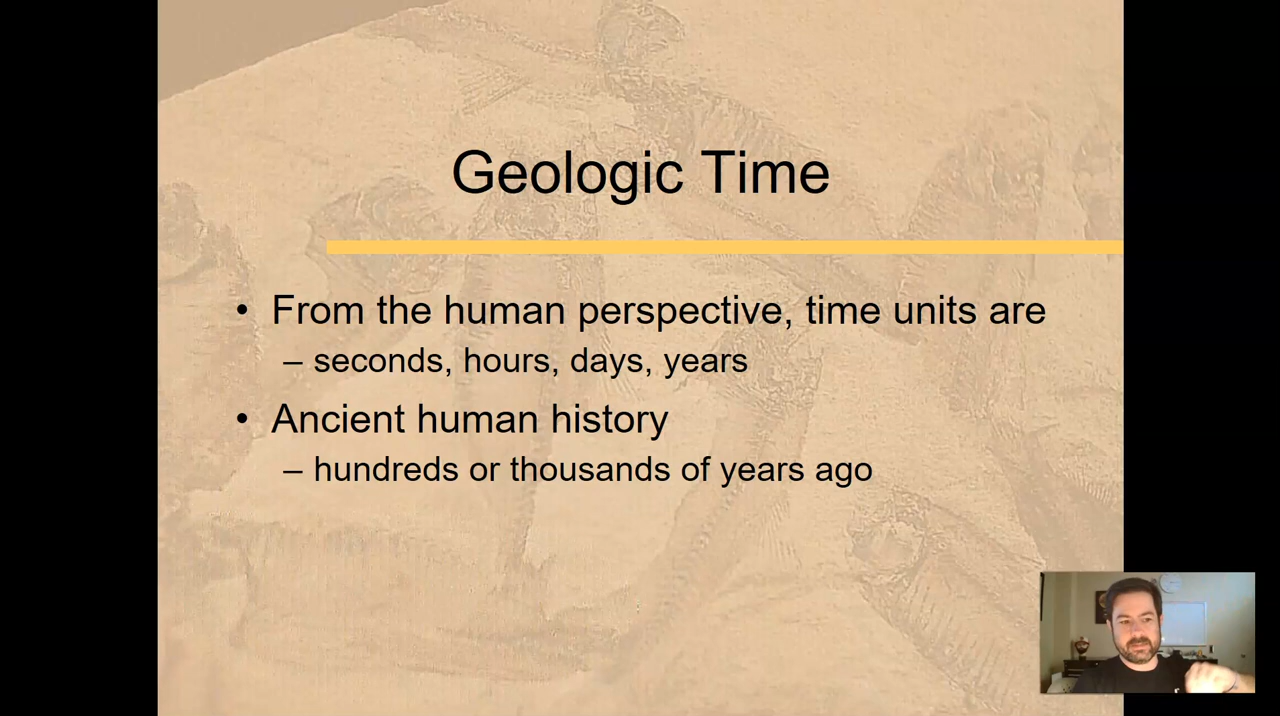 Geologic Time
• From the human perspective, time units are
– seconds, hours, days, years
• Ancient human history
– hundreds or thousands of years ago